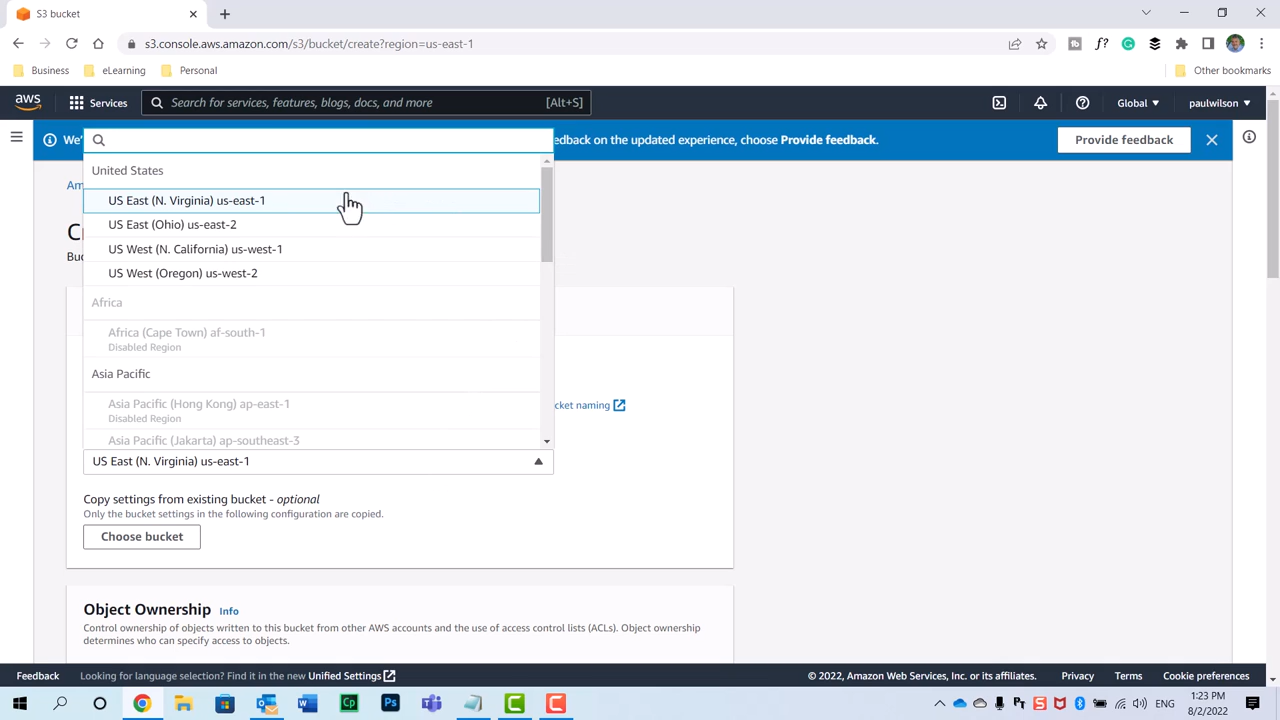 S3 bucket
s3.console.aws.amazon.com/s3/bucket/create?region=us-east-1
Business eLearning Personal Other bookmarks
aws Services Search for services, features, blogs, docs, and more [Alt+S] Global paulwilson
We' edback on the updated experience, choose Provide feedback. Provide feedback
United States
Am
US East (N. Virginia) us-east-1
US East (Ohio) us-east-2
C
US West (N. California) us-west-1
Buc
US West (Oregon) us-west-2
Africa
Africa (Cape Town) af-south-1
Disabled Region
Asia Pacific
Asia Pacific (Hong Kong) ap-east-1
cket naming
Disabled Region
Asia Pacific (Jakarta) ap-southeast-3
US East (N. Virginia) us-east-1
Copy settings from existing bucket - optional
Only the bucket settings in the following configuration are copied.
Choose bucket
Object Ownership Info
Control ownership of objects written to this bucket from other AWS accounts and the use of access control lists (ACLs). Object ownership
determines who can specify access to objects.
Feedback Looking for language selection? Find it in the new Unified Settings © 2022, Amazon Web Services, Inc. or its affiliates. Privacy Terms Cookie preferences
1:23 PM
ENG
8/2/2022